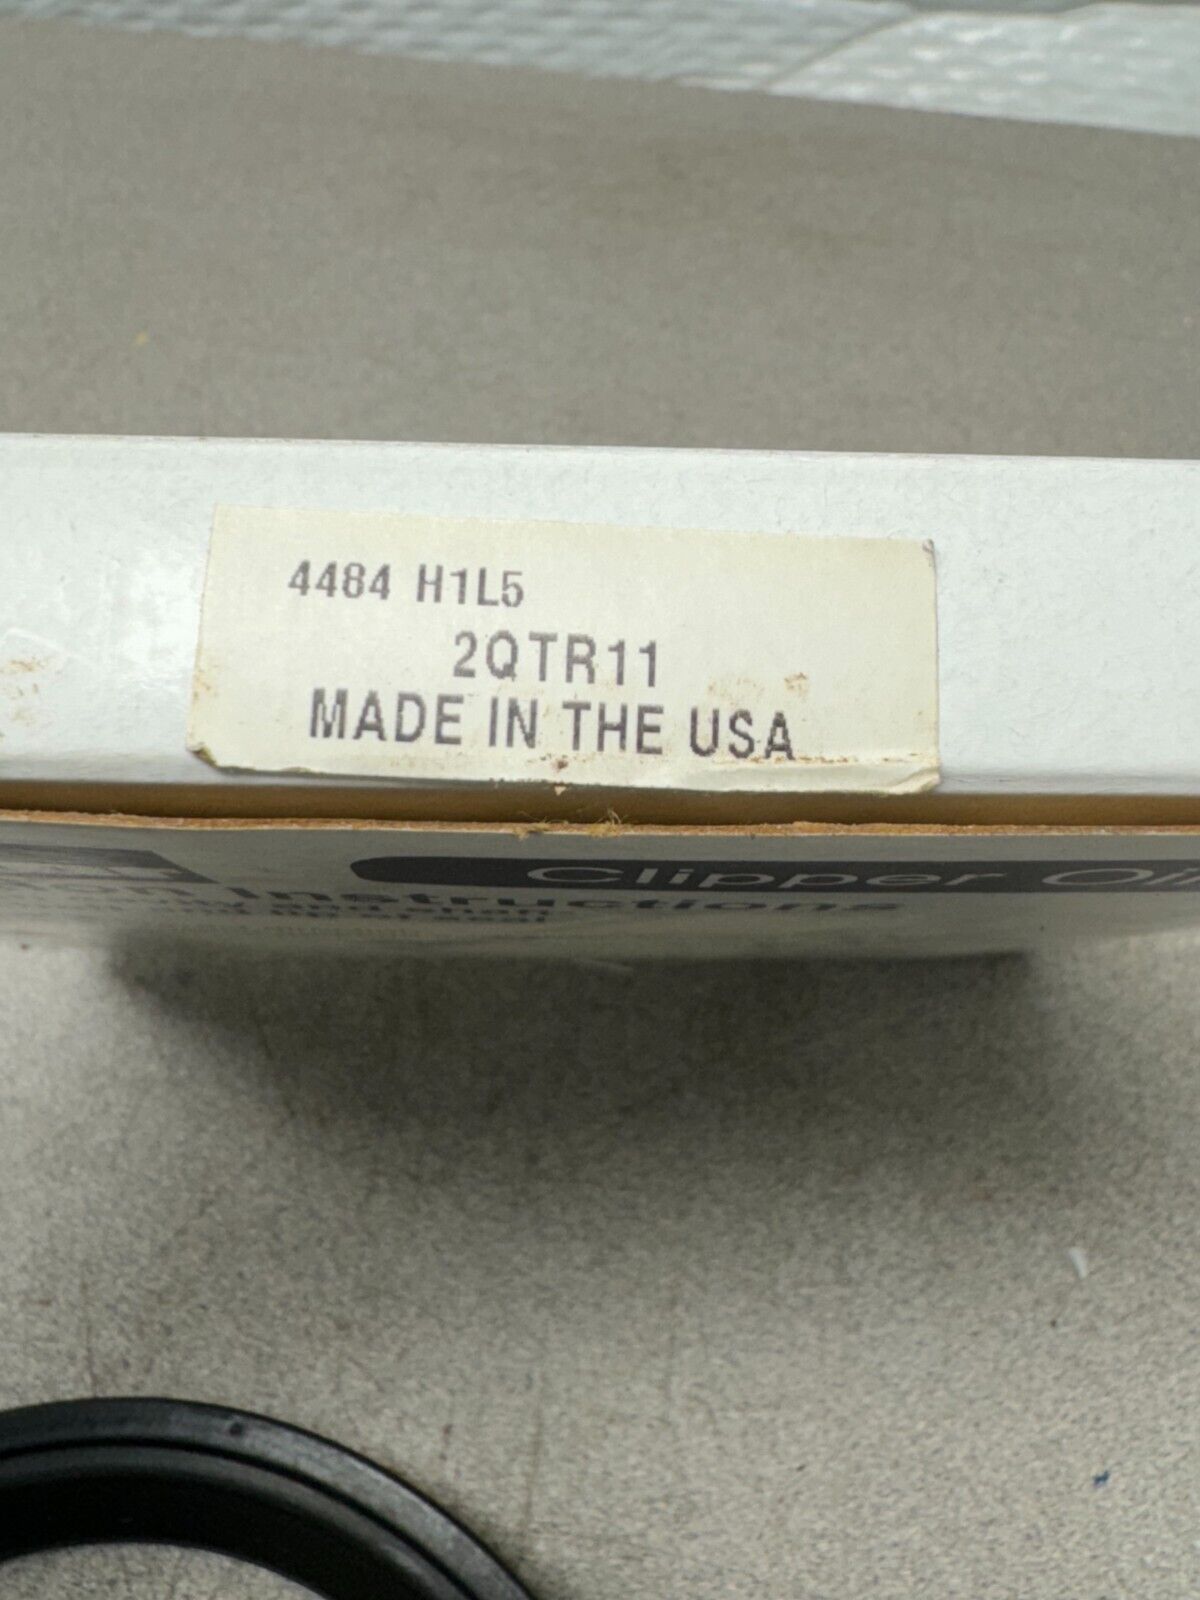 4484 H1L5
2QTR11
MADE IN THE USA
Clipper Oil
Instructions